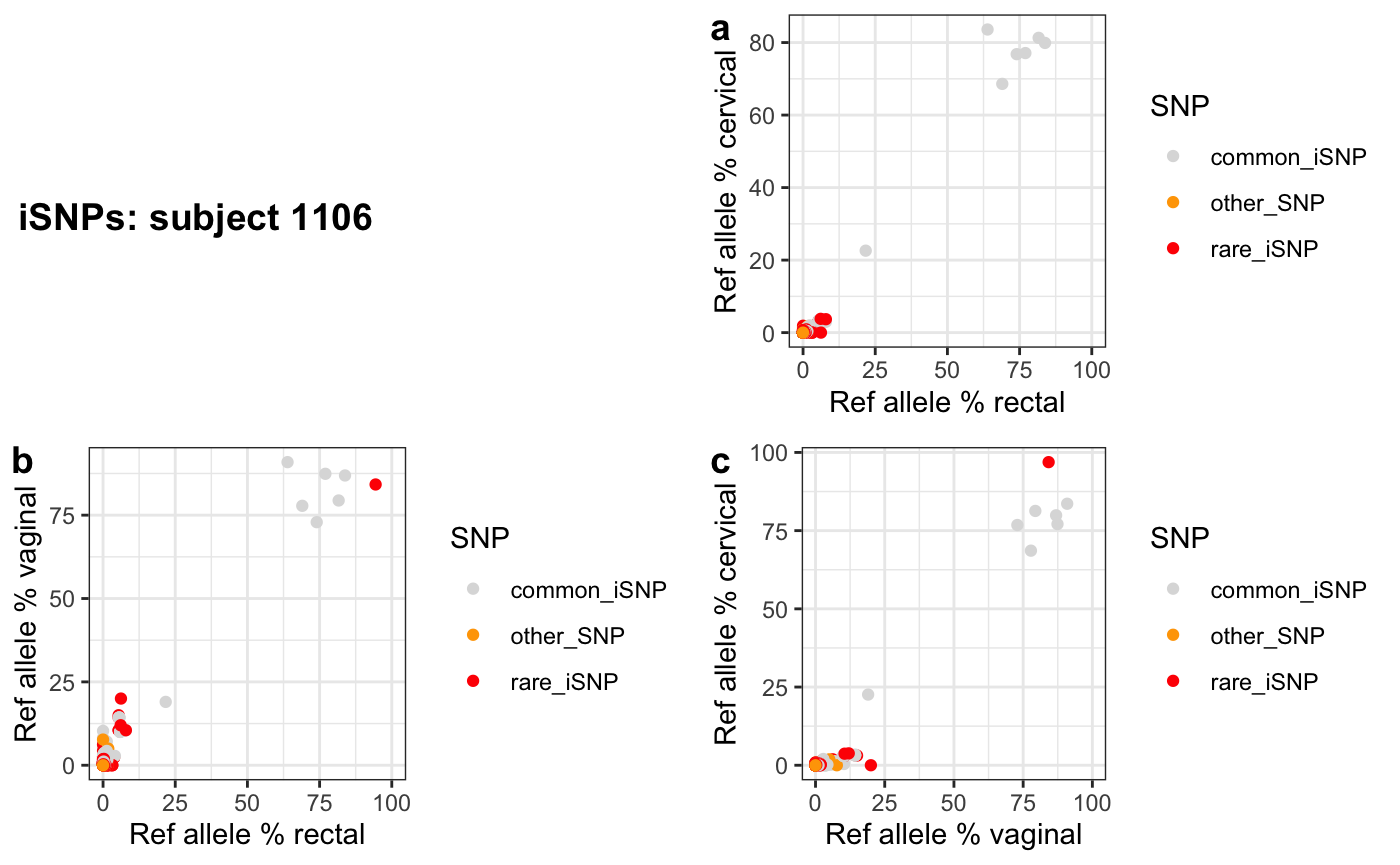 iSNPs: subject 1106
a
Ref allele % cervical
80
60
40
20
0
0 25 50 75 100
Ref allele % rectal
SNP
common_iSNP
other_SNP
rare_iSNP
b
Ref allele % vaginal
75
50
25
0
0 25 50 75 100
Ref allele % rectal
SNP
common_iSNP
other_SNP
rare_iSNP
c
Ref allele % cervical
100
75
50
25
0
0 25 50 75 100
Ref allele % vaginal
SNP
common_iSNP
other_SNP
rare_iSNP